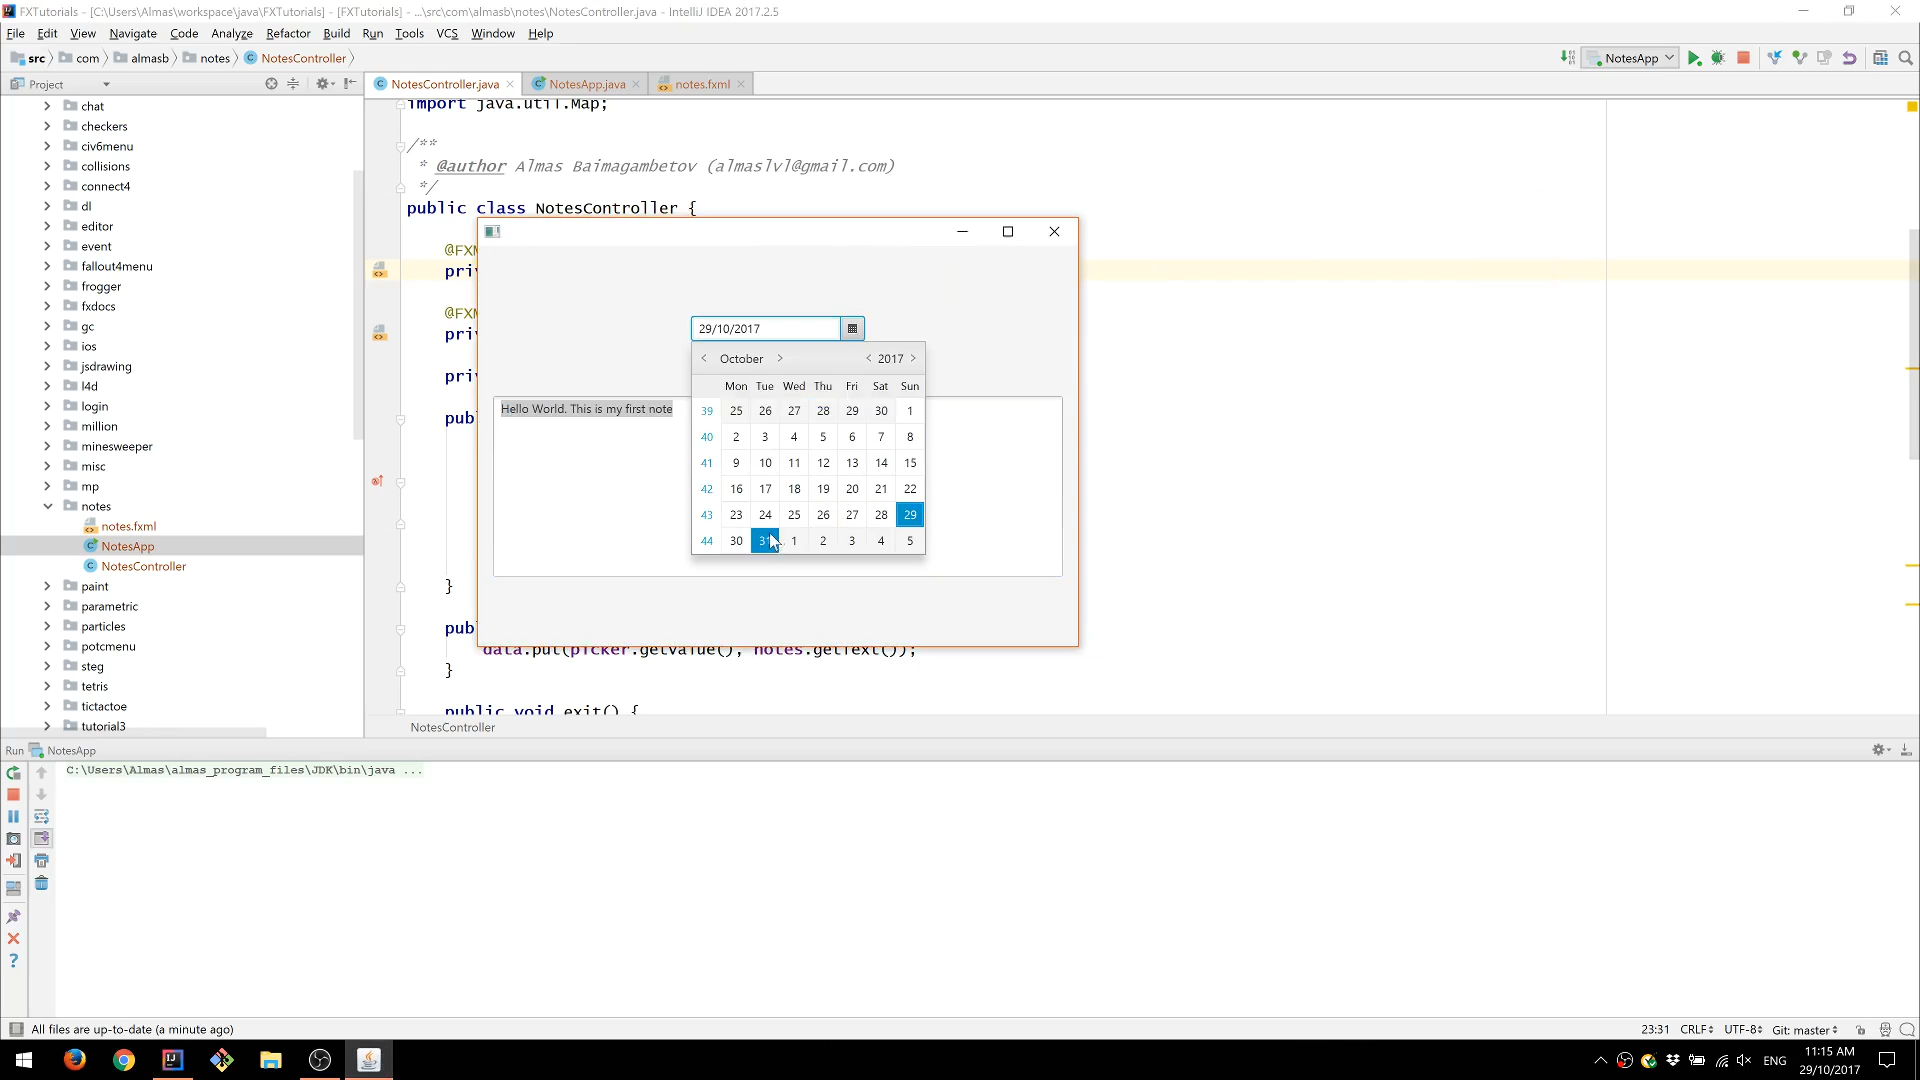 FXTutorials - [C:\Users\Almas\workspace\java\FXTutorials] - [FXTutorials] - ...\src\com\almasb\notes\NotesController.java - IntelliJ IDEA 2017.2.5
File Edit View Navigate Code Analyze Refactor Build Run Tools VCS Window Help
src com almasb notes NotesController
NotesApp
Project
NotesController.java NotesApp.java notes.fxml
chat
checkers
civ6menu
collisions
connect4
dl
editor
event
fallout4menu
frogger
fxdocs
gc
ios
jsdrawing
l4d
login
million
minesweeper
misc
mp
notes
notes.fxml
NotesApp
NotesController
paint
parametric
particles
potcmenu
steg
tetris
tictactoe
tutorial3
import java.util.Map;
/**
* @author Almas Baimagambetov (almaslvl@gmail.com)
*/
public class NotesController {
@FXM
priv
@FXM
priv
priv
pub
}
pub
data.put(picker.getValue(), notes.getText());
}
public void exit() {
29/10/2017
October 2017
Mon Tue Wed Thu Fri Sat Sun
39 25 26 27 28 29 30 1
40 2 3 4 5 6 7 8
41 9 10 11 12 13 14 15
42 16 17 18 19 20 21 22
43 23 24 25 26 27 28 29
44 30 31 1 2 3 4 5
Hello World. This is my first note
NotesController
Run NotesApp
C:\Users\Almas\almas_program_files\JDK\bin\java ...
All files are up-to-date (a minute ago)
23:31 CRLF UTF-8 Git: master
ENG
11:15 AM
29/10/2017